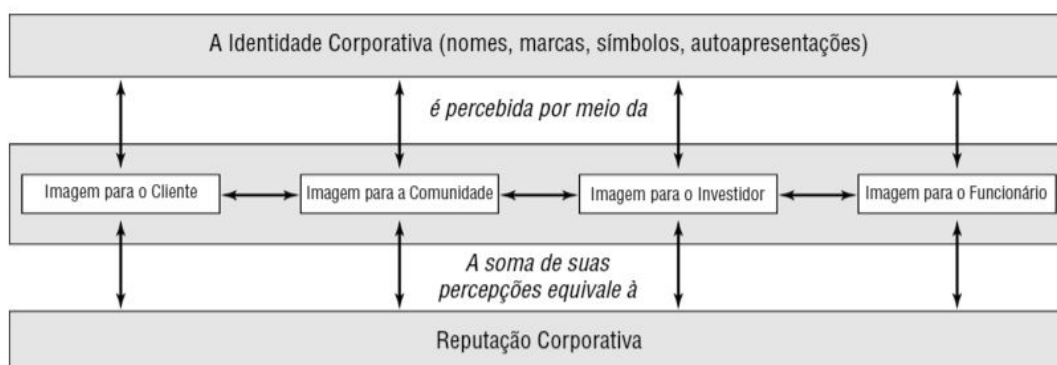 A Identidade Corporativa (nomes, marcas, símbolos, autoapresentações)
é percebida por meio da
Imagem para o Cliente
Imagem para a Comunidade
Imagem para o Investidor
Imagem para o Funcionário
A soma de suas
percepções equivale à
Reputação Corporativa